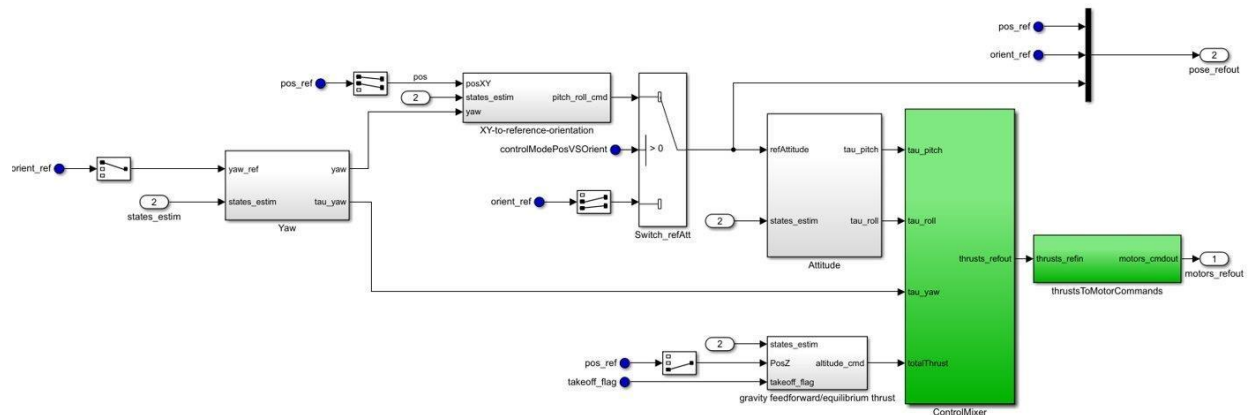 pos_ref
orient_ref
2
pose_refout
pos_ref
pos
posXY
states_estim
yaw
pitch_roll_cmd
2
XY-to-reference-orientation
controlModePosVSOrient
> 0
orient_ref
Switch_refAtt
orient_ref
yaw_ref
states_estim
yaw
tau_yaw
2
states_estim
Yaw
refAttitude
states_estim
tau_pitch
tau_roll
2
Attitude
tau_pitch
tau_roll
tau_yaw
totalThrust
thrusts_refout
ControlMixer
thrusts_refin
motors_cmdout
thrustsToMotorCommands
1
motors_refout
2
pos_ref
takeoff_flag
states_estim
PosZ
takeoff_flag
altitude_cmd
gravity feedforward/equilibrium thrust